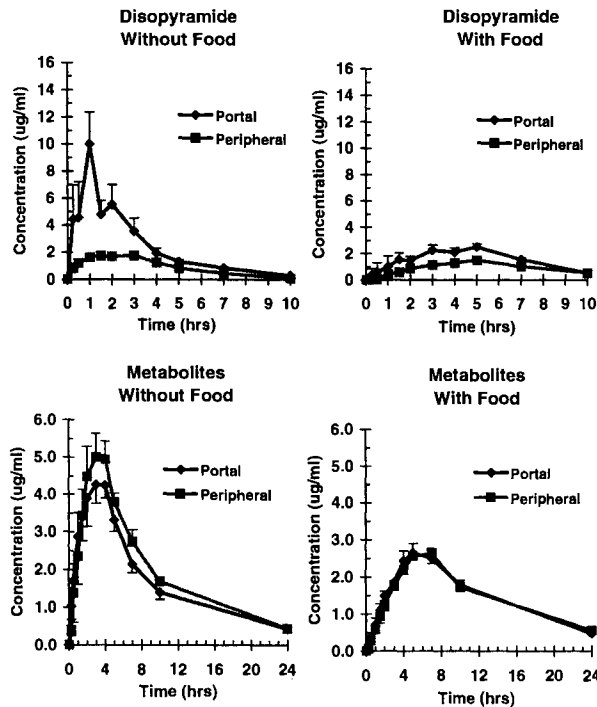 Disopyramide
Without Food
Concentration (ug/ml)
16
14
12
10
8
6
4
2
0
Portal
Peripheral
0 1 2 3 4 5 6 7 8 9 10
Time (hrs)
Disopyramide
With Food
Concentration (ug/ml)
16
14
12
10
8
6
4
2
0
Portal
Peripheral
0 1 2 3 4 5 6 7 8 9 10
Time (hrs)
Metabolites
Without Food
Concentration (ug/ml)
6.0
5.0
4.0
3.0
2.0
1.0
0.0
Portal
Peripheral
0 4 8 12 16 20 24
Time (hrs)
Metabolites
With Food
Concentration (ug/ml)
6.0
5.0
4.0
3.0
2.0
1.0
0.0
Portal
Peripheral
0 4 8 12 16 20 24
Time (hrs)